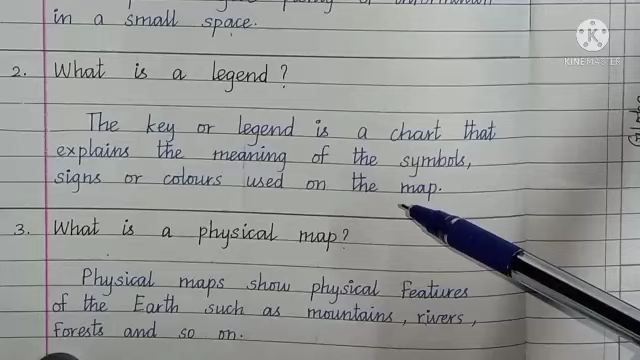 in a small space.
2. What is a legend?
The key or legend is a chart that
explains the meaning of the symbols,
signs or colours used on the map.
3. What is a physical map?
Physical maps show physical features
of the Earth such as mountains, rivers,
forests and so on.
KINEMASTER